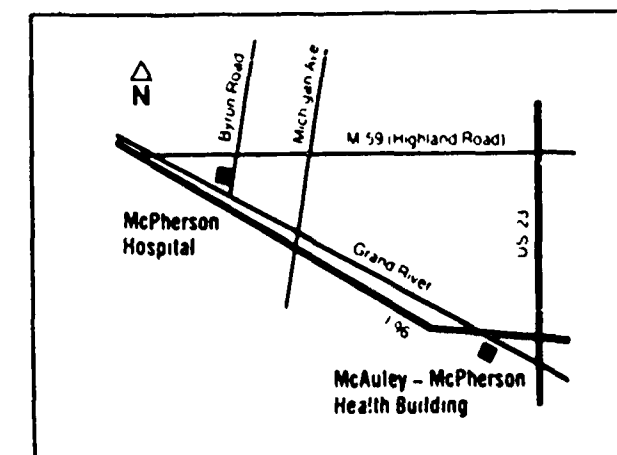 N
Byron Road
Michigan Ave
M 59 (Highland Road)
McPherson
Hospital
US 23
Grand River
I 96
McAuley – McPherson
Health Building